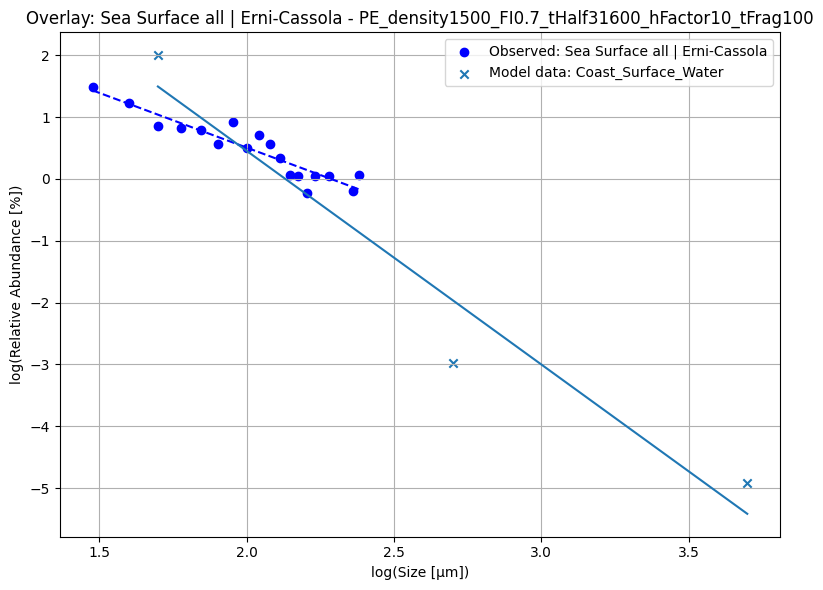 Overlay: Sea Surface all | Erni-Cassola - PE_density1500_FI0.7_tHalf31600_hFactor10_tFrag100
Observed: Sea Surface all | Erni-Cassola
Model data: Coast_Surface_Water
log(Relative Abundance [%])
2
1
0
−1
−2
−3
−4
−5
1.5
2.0
2.5
3.0
3.5
log(Size [µm])